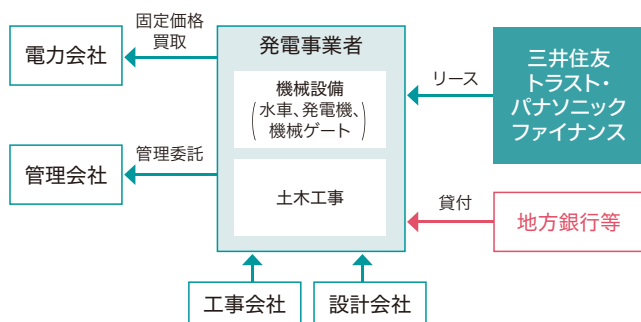 電力会社
固定価格
買取
発電事業者
機械設備
(水車、発電機、
機械ゲート)
リース
三井住友
トラスト・
パナソニック
ファイナンス
管理会社
管理委託
土木工事
貸付
地方銀行等
工事会社
設計会社